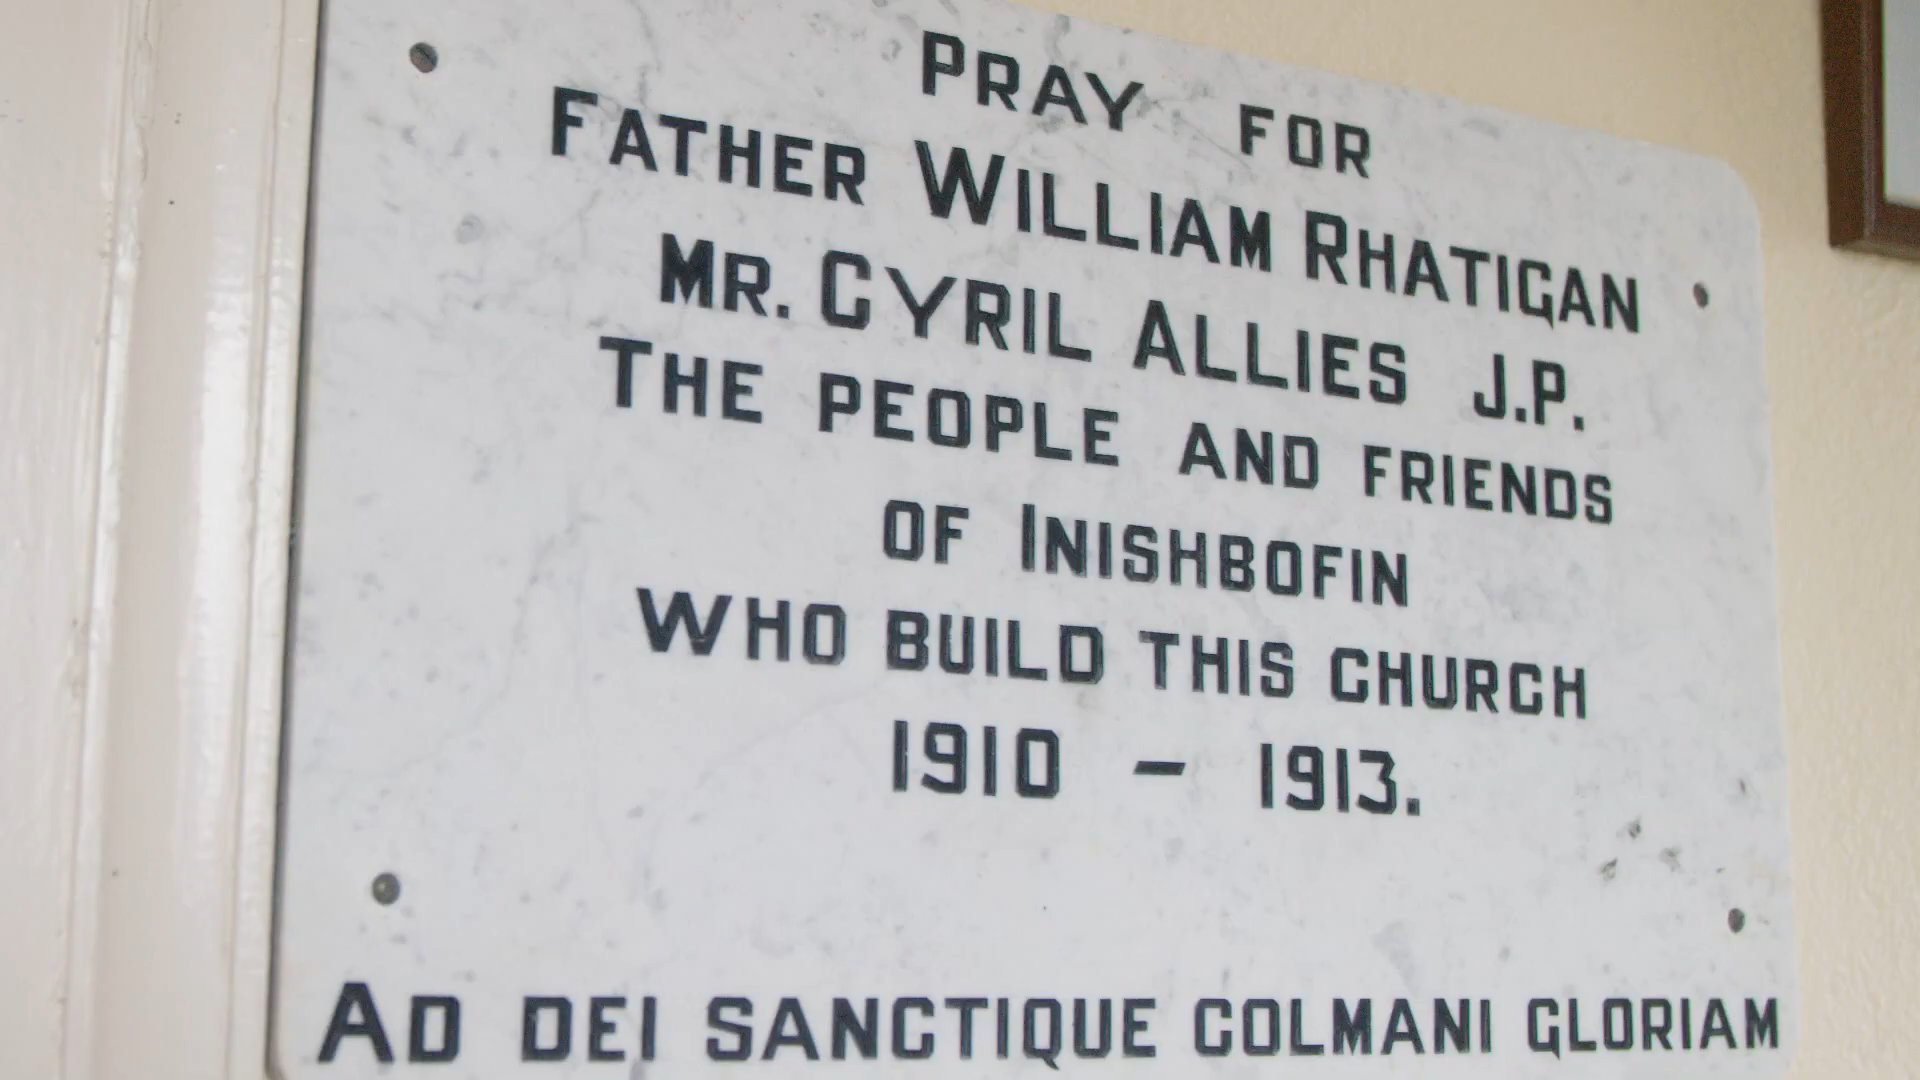 PRAY FOR
FATHER WILLIAM RHATIGAN
MR. CYRIL ALLIES J.P.
THE PEOPLE AND FRIENDS
OF INISHBOFIN
WHO BUILD THIS CHURCH
1910 – 1913.
AD DEI SANCTIQUE COLMANI GLORIAM